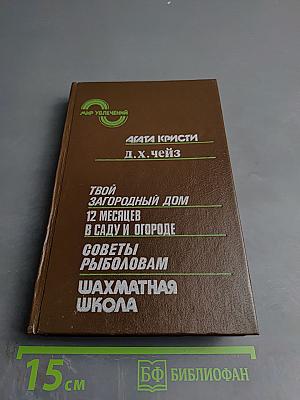 МИР УВЛЕЧЕНИЙ
АГАТА КРИСТИ
Д.Х.ЧЕЙЗ
ТВОЙ
ЗАГОРОДНЫЙ ДОМ
12 МЕСЯЦЕВ
В САДУ И ОГОРОДЕ
СОВЕТЫ
РЫБОЛОВАМ
ШАХМАТНАЯ
ШКОЛА
15 см
БФ БИБЛИОФАН